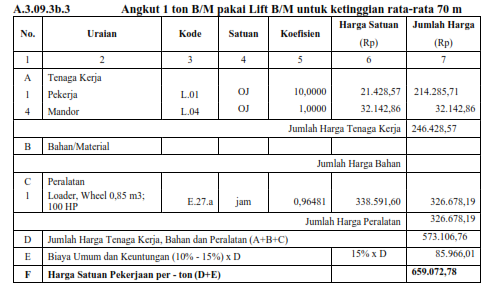 A.3.09.3b.3 Angkut 1 ton B/M pakai Lift B/M untuk ketinggian rata-rata 70 m
No. Uraian Kode Satuan Koefisien Harga Satuan (Rp) Jumlah Harga (Rp)
1 2 3 4 5 6 7
A Tenaga Kerja
1 Pekerja L.01 OJ 10,0000 21.428,57 214.285,71
4 Mandor L.04 OJ 1,0000 32.142,86 32.142,86
Jumlah Harga Tenaga Kerja 246.428,57
B Bahan/Material
Jumlah Harga Bahan
C Peralatan
1 Loader, Wheel 0,85 m3; 100 HP E.27.a jam 0,96481 338.591,60 326.678,19
Jumlah Harga Peralatan 326.678,19
D Jumlah Harga Tenaga Kerja, Bahan dan Peralatan (A+B+C) 573.106,76
E Biaya Umum dan Keuntungan (10% - 15%) x D 15% x D 85.966,01
F Harga Satuan Pekerjaan per - ton (D+E) 659.072,78